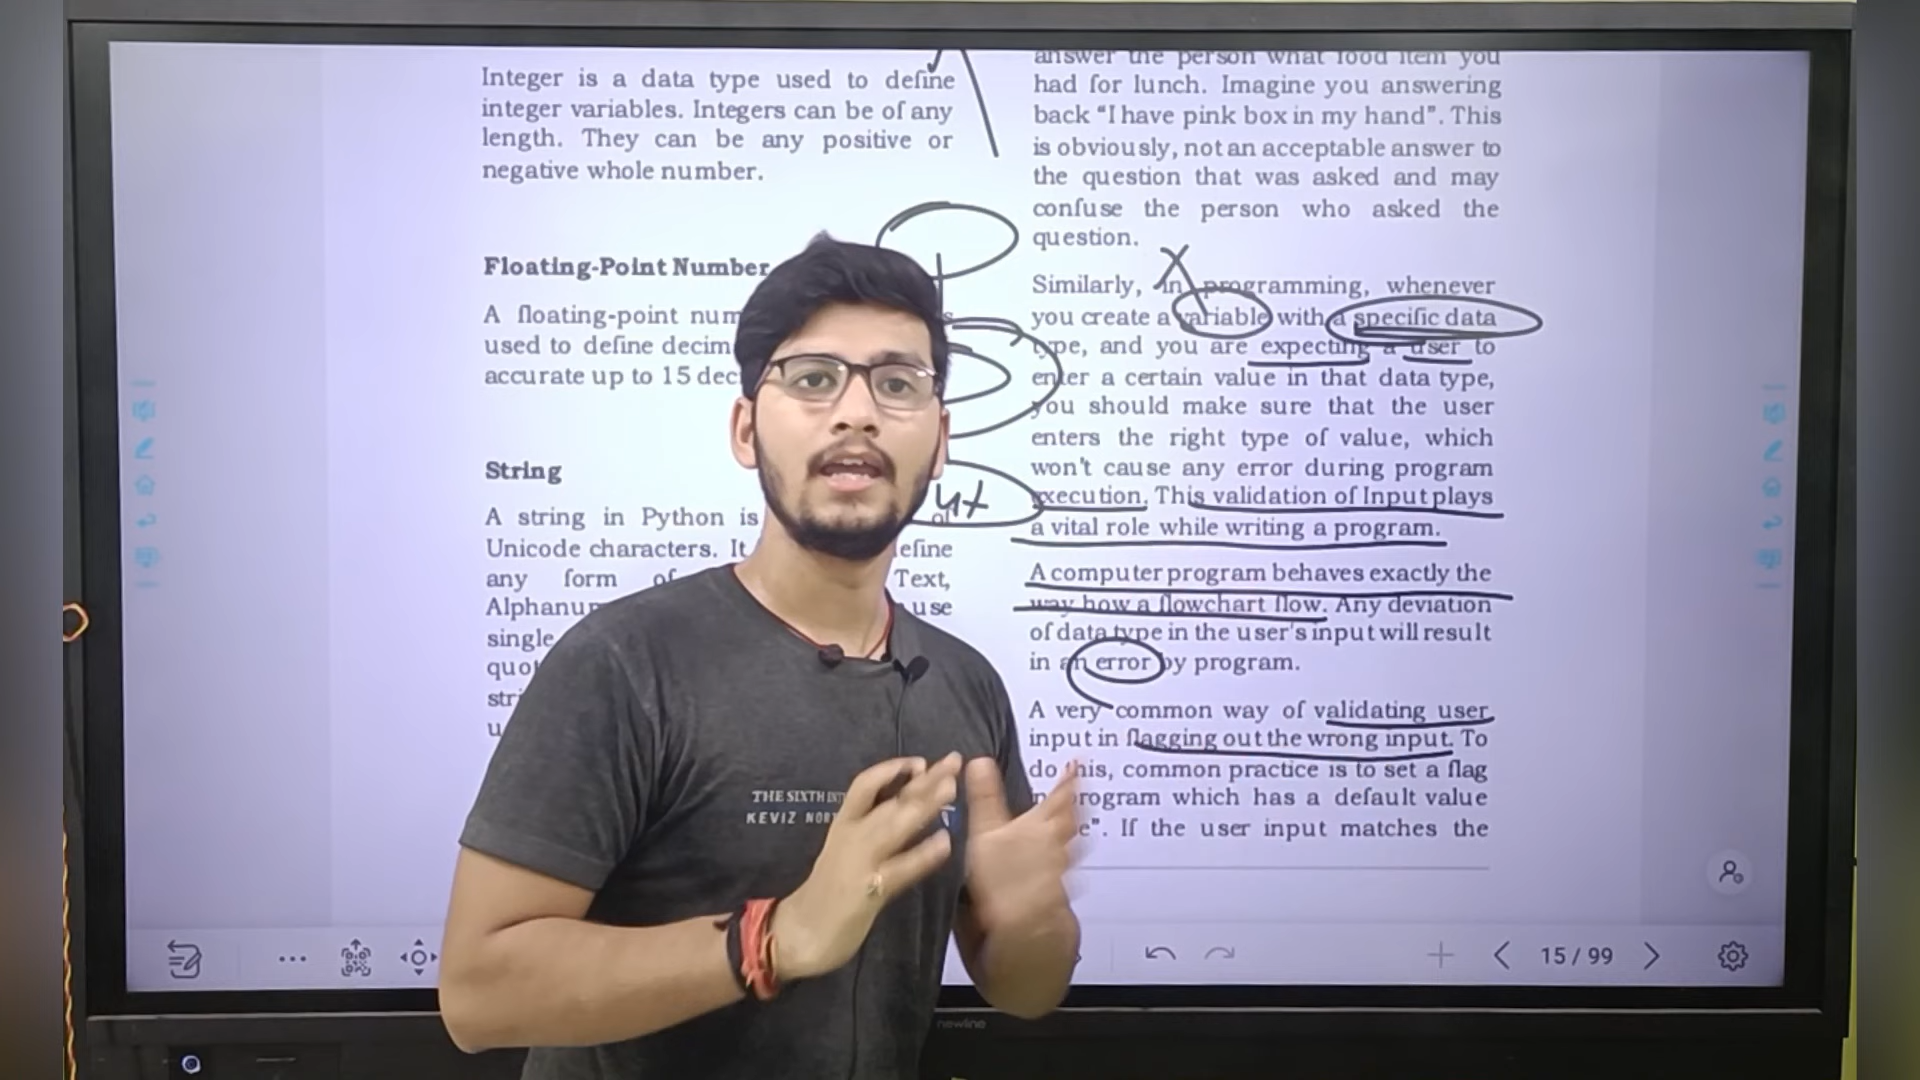 Integer is a data type used to define
integer variables. Integers can be of any
length. They can be any positive or
negative whole number.
Floating-Point Number
A floating-point
used to define
accurate up to 15
String
A string in Python is of
Unicode characters. It
any form of Text,
use
single
answer the person what food item you
had for lunch. Imagine you answering
back “I have pink box in my hand”. This
is obviously, not an acceptable answer to
the question that was asked and may
confuse the person who asked the
question.
Similarly, in programming, whenever
you create a variable with a specific data
type, and you are expecting a user to
enter a certain value in that data type,
you should make sure that the user
enters the right type of value, which
won't cause any error during program
execution. This validation of Input plays
a vital role while writing a program.
A computer program behaves exactly the
way how a flowchart flow. Any deviation
of data type in the user's input will result
in an error by program.
A very common way of validating user
input in flagging out the wrong input. To
do this, common practice is to set a flag
program which has a default value
If the user input matches the
THE SIXTH
KEVIZ
15 / 99
newline